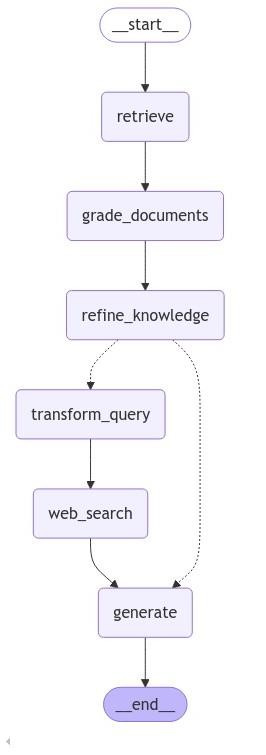 __start__
retrieve
grade_documents
refine_knowledge
transform_query
web_search
generate
__end__